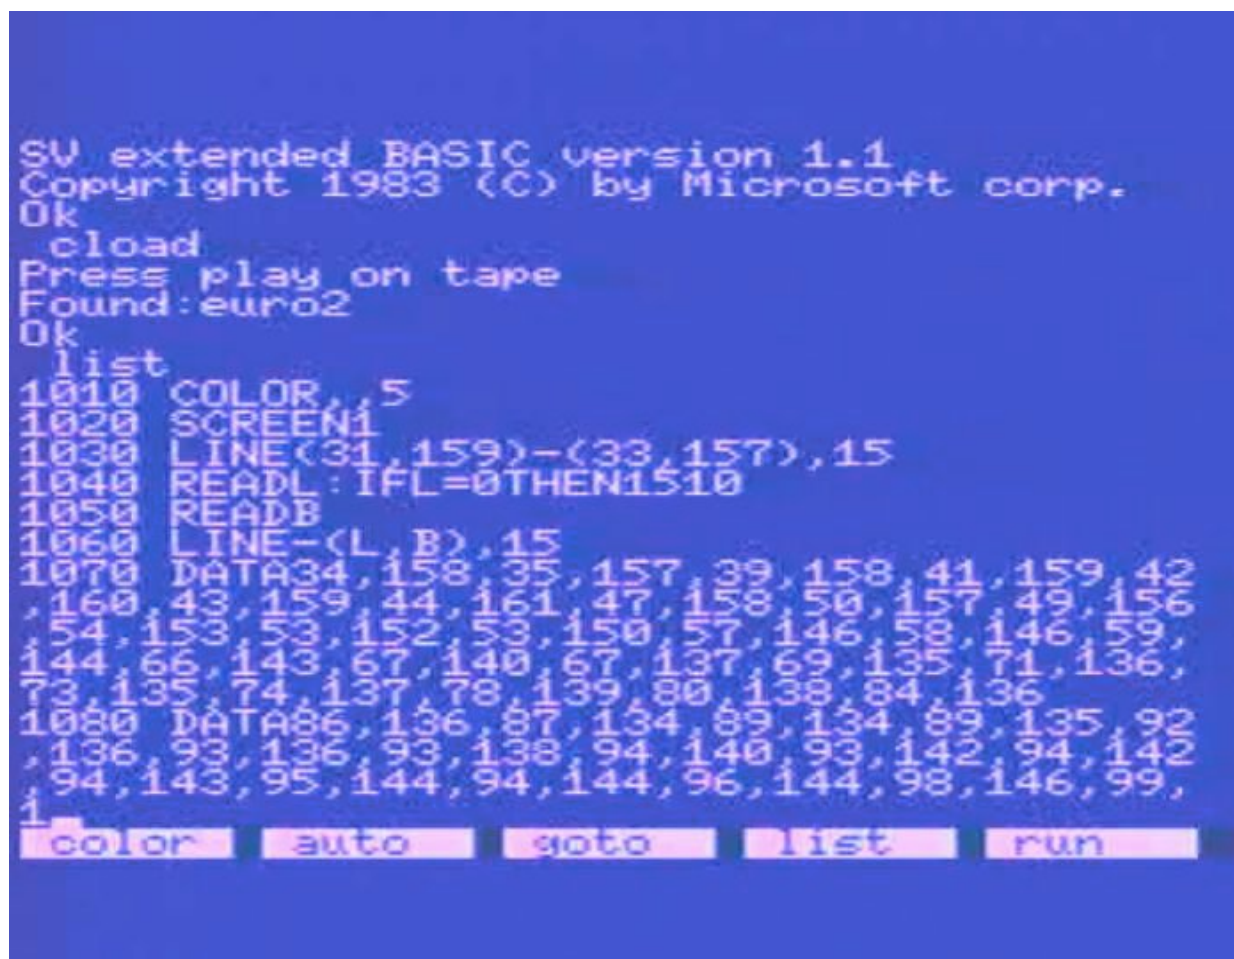 SV extended BASIC version 1.1
Copyright 1983 (C) by Microsoft corp.
Ok
 cload
Press play on tape
Found:euro2
Ok
 list
1010 COLOR,,5
1020 SCREEN1
1030 LINE(31,159)-(33,157),15
1040 READL:IFL=0THEN1510
1050 READB
1060 LINE-(L,B),15
1070 DATA34,158,35,157,39,158,41,159,42
,160,43,159,44,161,47,158,50,157,49,156
,54,153,53,152,53,150,57,146,58,146,59,
144,66,143,67,140,67,137,69,135,71,136,
73,135,74,137,78,139,80,138,84,136
1080 DATA86,136,87,134,89,134,89,135,92
,136,93,136,93,138,94,140,93,142,94,142
,94,143,95,144,94,144,96,144,98,146,99,
1
color auto goto list run